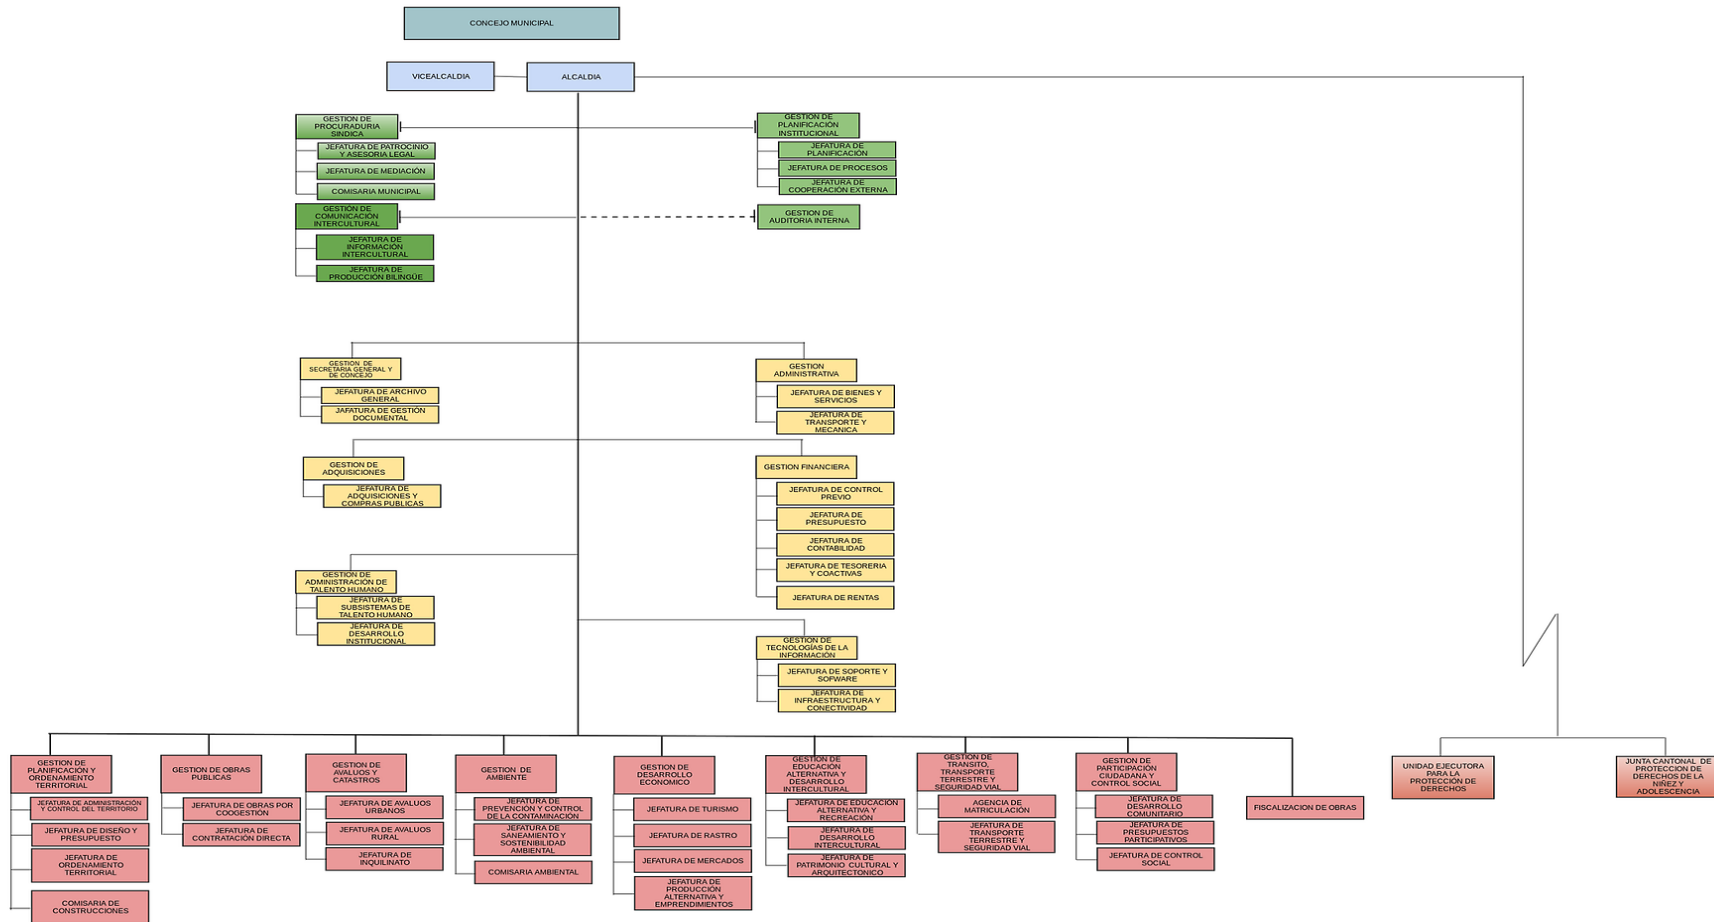 CONCEJO MUNICIPAL
VICEALCALDIA
ALCALDIA
GESTION DE
PROCURADURIA
SINDICA
JEFATURA DE PATROCINIO
Y ASESORIA LEGAL
JEFATURA DE MEDIACIÓN
COMISARIA MUNICIPAL
GESTIÓN DE
COMUNICACIÓN
INTERCULTURAL
JEFATURA DE
INFORMACIÓN
INTERCULTURAL
JEFATURA DE
PRODUCCIÓN BILINGÜE
GESTION DE
PLANIFICACIÓN
INSTITUCIONAL
JEFATURA DE
PLANIFICACIÓN
JEFATURA DE PROCESOS
JEFATURA DE
COOPERACIÓN EXTERNA
GESTION DE
AUDITORIA INTERNA
GESTION DE
SECRETARIA GENERAL Y
DE CONCEJO
JEFATURA DE ARCHIVO
GENERAL
JAFATURA DE GESTIÓN
DOCUMENTAL
GESTION
ADMINISTRATIVA
JEFATURA DE BIENES Y
SERVICIOS
JEFATURA DE
TRANSPORTE Y
MECANICA
GESTION DE
ADQUISICIONES
JEFATURA DE
ADQUISICIONES Y
COMPRAS PUBLICAS
GESTION FINANCIERA
JEFATURA DE CONTROL
PREVIO
JEFATURA DE
PRESUPUESTO
JEFATURA DE
CONTABILIDAD
JEFATURA DE TESORERIA
Y COACTIVAS
JEFATURA DE RENTAS
GESTION DE
ADMINISTRACIÓN DE
TALENTO HUMANO
JEFATURA DE
SUBSISTEMAS DE
TALENTO HUMANO
JEFATURA DE
DESARROLLO
INSTITUCIONAL
GESTION DE
TECNOLOGÍAS DE LA
INFORMACIÓN
JEFATURA DE SOPORTE Y
SOFWARE
JEFATURA DE
INFRAESTRUCTURA Y
CONECTIVIDAD
GESTION DE
PLANIFICACIÓN Y
ORDENAMIENTO
TERRITORIAL
JEFATURA DE ADMINISTRACIÓN
Y CONTROL DEL TERRITORIO
JEFATURA DE DISEÑO Y
PRESUPUESTO
JEFATURA DE
ORDENAMIENTO
TERRITORIAL
COMISARIA DE
CONSTRUCCIONES
GESTION DE OBRAS
PUBLICAS
JEFATURA DE OBRAS POR
COOGESTIÓN
JEFATURA DE
CONTRATACIÓN DIRECTA
GESTION DE
AVALUOS Y
CATASTROS
JEFATURA DE AVALUOS
URBANOS
JEFATURA DE AVALUOS
RURAL
JEFATURA DE
INQUILINATO
GESTION DE
AMBIENTE
JEFATURA DE
PREVENCIÓN Y CONTROL
DE LA CONTAMINACIÓN
JEFATURA DE
SANEAMIENTO Y
SOSTENIBILIDAD
AMBIENTAL
COMISARIA AMBIENTAL
GESTION DE
DESARROLLO
ECONOMICO
JEFATURA DE TURISMO
JEFATURA DE RASTRO
JEFATURA DE MERCADOS
JEFATURA DE
PRODUCCIÓN
ALTERNATIVA Y
EMPRENDIMIENTOS
GESTION DE
EDUCACIÓN
ALTERNATIVA Y
DESARROLLO
INTERCULTURAL
JEFATURA DE EDUCACIÓN
ALTERNATIVA Y
RECREACIÓN
JEFATURA DE
DESARROLLO
INTERCULTURAL
JEFATURA DE
PATRIMONIO CULTURAL Y
ARQUITECTONICO
GESTION DE
TRANSITO,
TRANSPORTE
TERRESTRE Y
SEGURIDAD VIAL
AGENCIA DE
MATRICULACIÓN
JEFATURA DE
TRANSPORTE
TERRESTRE Y
SEGURIDAD VIAL
GESTION DE
PARTICIPACIÓN
CIUDADANA Y
CONTROL SOCIAL
JEFATURA DE
DESARROLLO
COMUNITARIO
JEFATURA DE
PRESUPUESTOS
PARTICIPATIVOS
JEFATURA DE CONTROL
SOCIAL
FISCALIZACION DE OBRAS
UNIDAD EJECUTORA
PARA LA
PROTECCIÓN DE
DERECHOS
JUNTA CANTONAL DE
PROTECCION DE
DERECHOS DE LA
NIÑEZ Y
ADOLESCENCIA